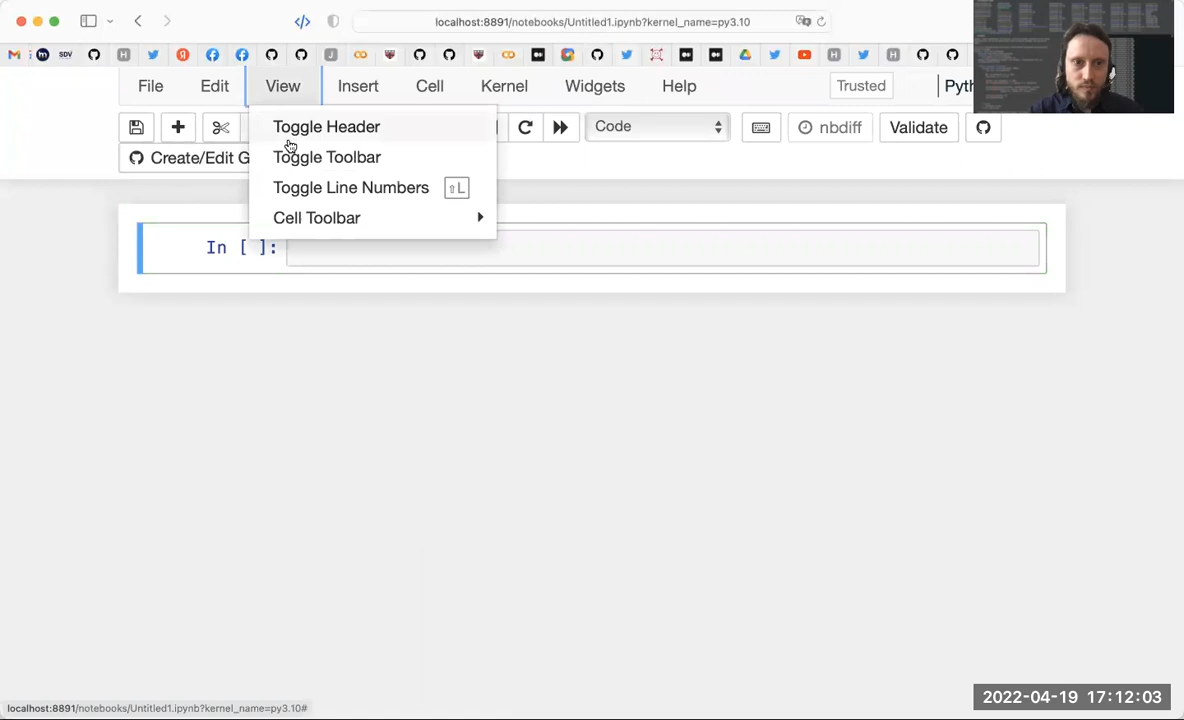 localhost:8891/notebooks/Untitled1.ipynb?kernel_name=py3.10
SDV
File Edit View Insert Cell Kernel Widgets Help Trusted Pyth
Toggle Header
Code
nbdiff
Validate
Create/Edit G
Toggle Toolbar
Toggle Line Numbers ⇧L
Cell Toolbar
In [ ]:
2022-04-19 17:12:03
localhost:8891/notebooks/Untitled1.ipynb?kernel_name=py3.10#